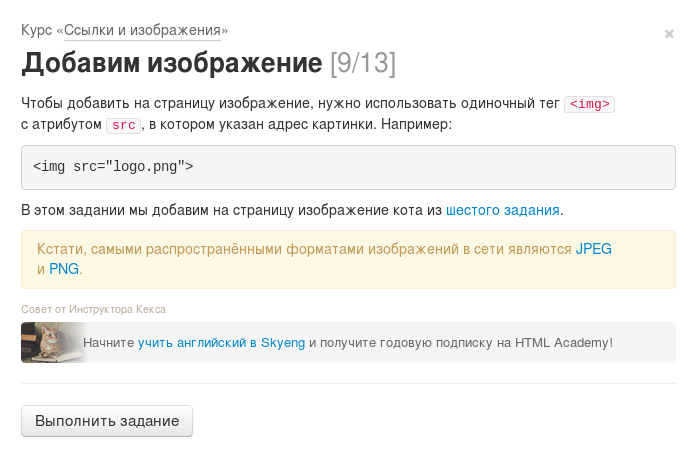 Курс «Ссылки и изображения»
×
Добавим изображение [9/13]
Чтобы добавить на страницу изображение, нужно использовать одиночный тег <img>
с атрибутом src, в котором указан адрес картинки. Например:
<img src="logo.png">
В этом задании мы добавим на страницу изображение кота из шестого задания.
Кстати, самыми распространёнными форматами изображений в сети являются JPEG
и PNG.
Совет от Инструктора Кекса
Начните учить английский в Skyeng и получите годовую подписку на HTML Academy!
Выполнить задание